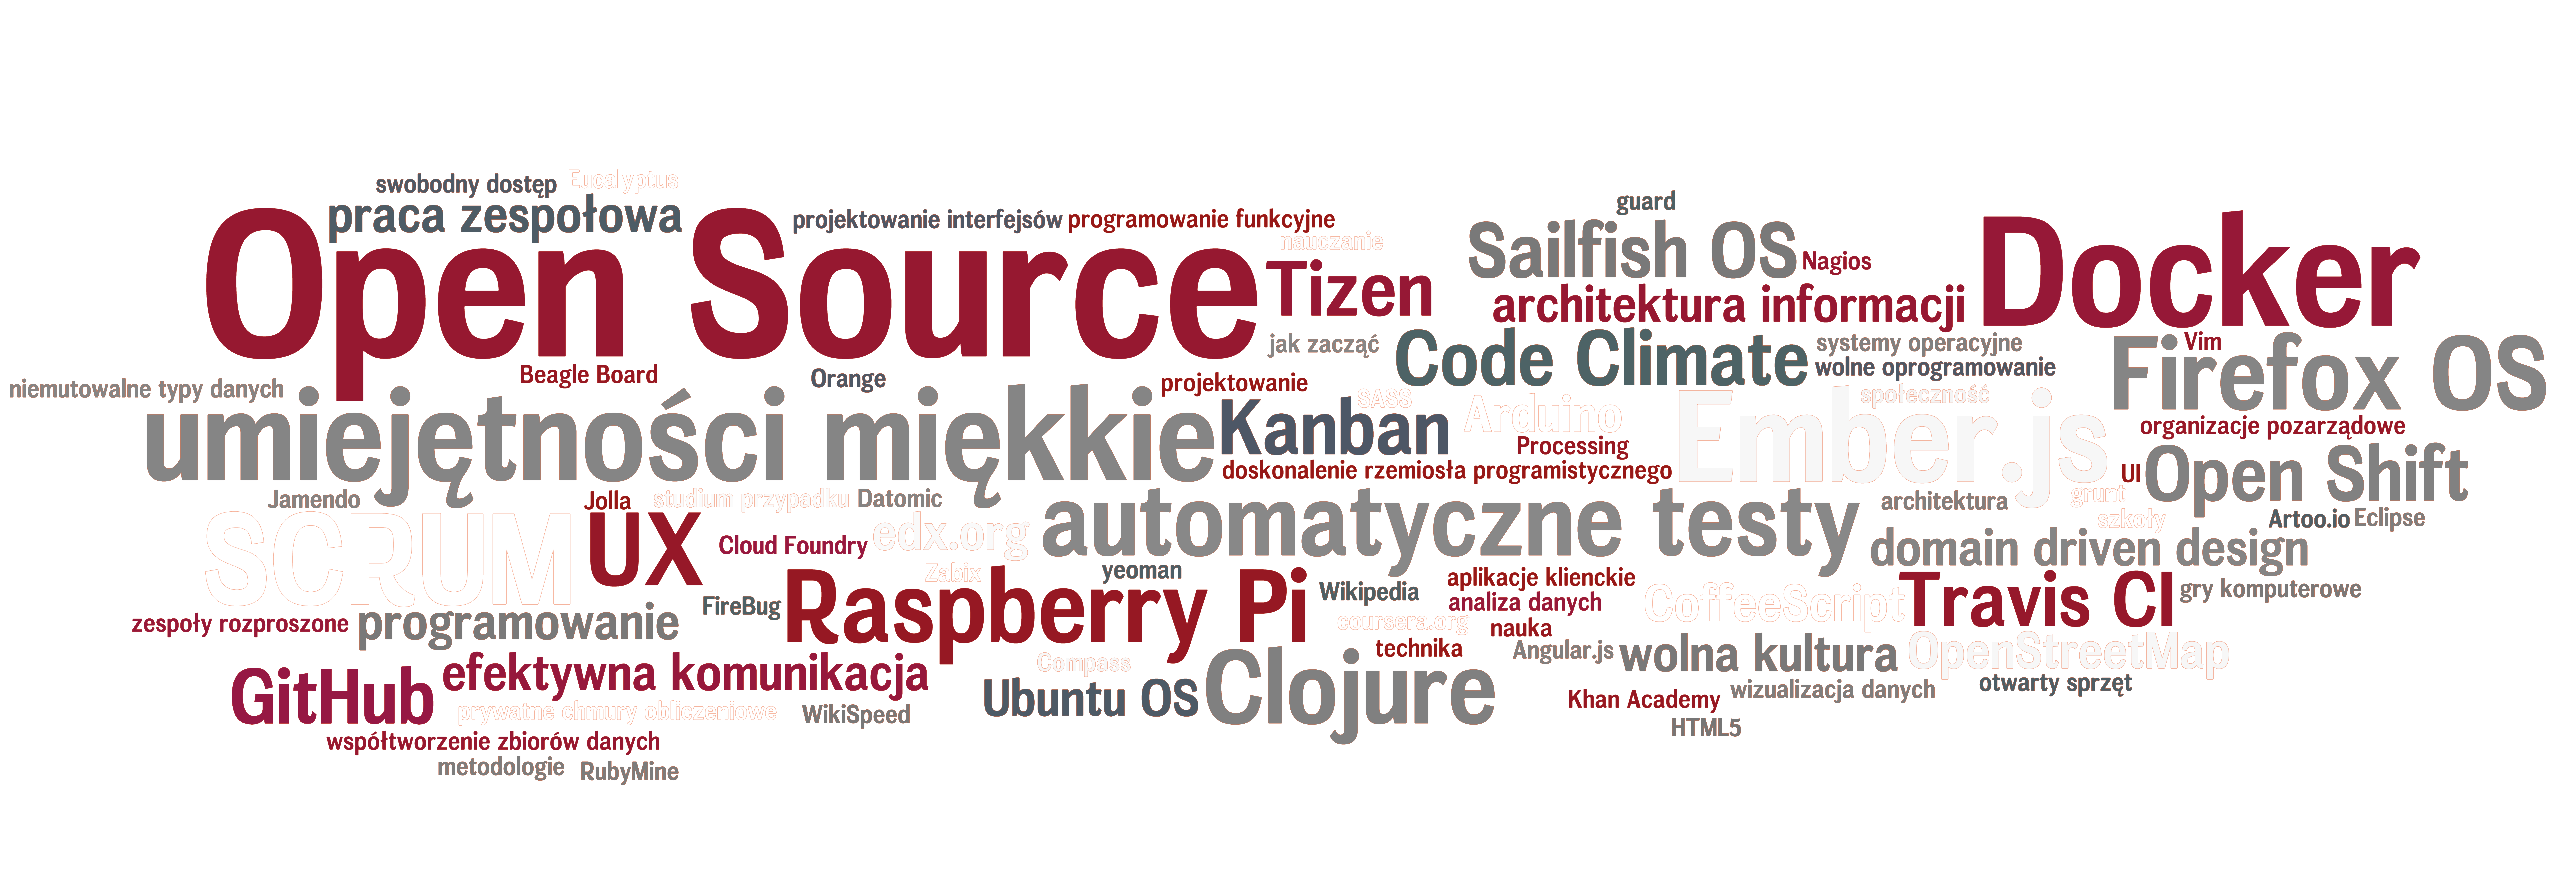 swobodny dostęp
Eucalyptus
praca zespołowa
projektowanie interfejsów
programowanie funkcyjne
guard
nauczanie
Open Source
Tizen
Sailfish OS
Nagios
Docker
architektura informacji
jak zacząć
Code Climate
systemy operacyjne
Vim
Firefox OS
wolne oprogramowanie
Beagle Board
Orange
projektowanie
niemutowalne typy danych
umiejętności miękkie
SASS
Kanban
Arduino
społeczność
Ember.js
Processing
organizacje pozarządowe
doskonalenie rzemiosła programistycznego
UI
Open Shift
Jamendo
Jolla
studium przypadku
Datomic
automatyczne testy
architektura
grunt
szkoły
Artoo.io
Eclipse
SCRUM
UX
Cloud Foundry
edx.org
domain driven design
Zabix
yeoman
Raspberry Pi
Wikipedia
aplikacje klienckie
analiza danych
CoffeeScript
Travis CI
gry komputerowe
FireBug
zespoły rozproszone
programowanie
coursera.org
nauka
technika
Angular.js
wolna kultura
OpenStreetMap
GitHub
efektywna komunikacja
Compass
Ubuntu OS
Clojure
Khan Academy
wizualizacja danych
otwarty sprzęt
prywatne chmury obliczeniowe
WikiSpeed
HTML5
współtworzenie zbiorów danych
metodologie
RubyMine